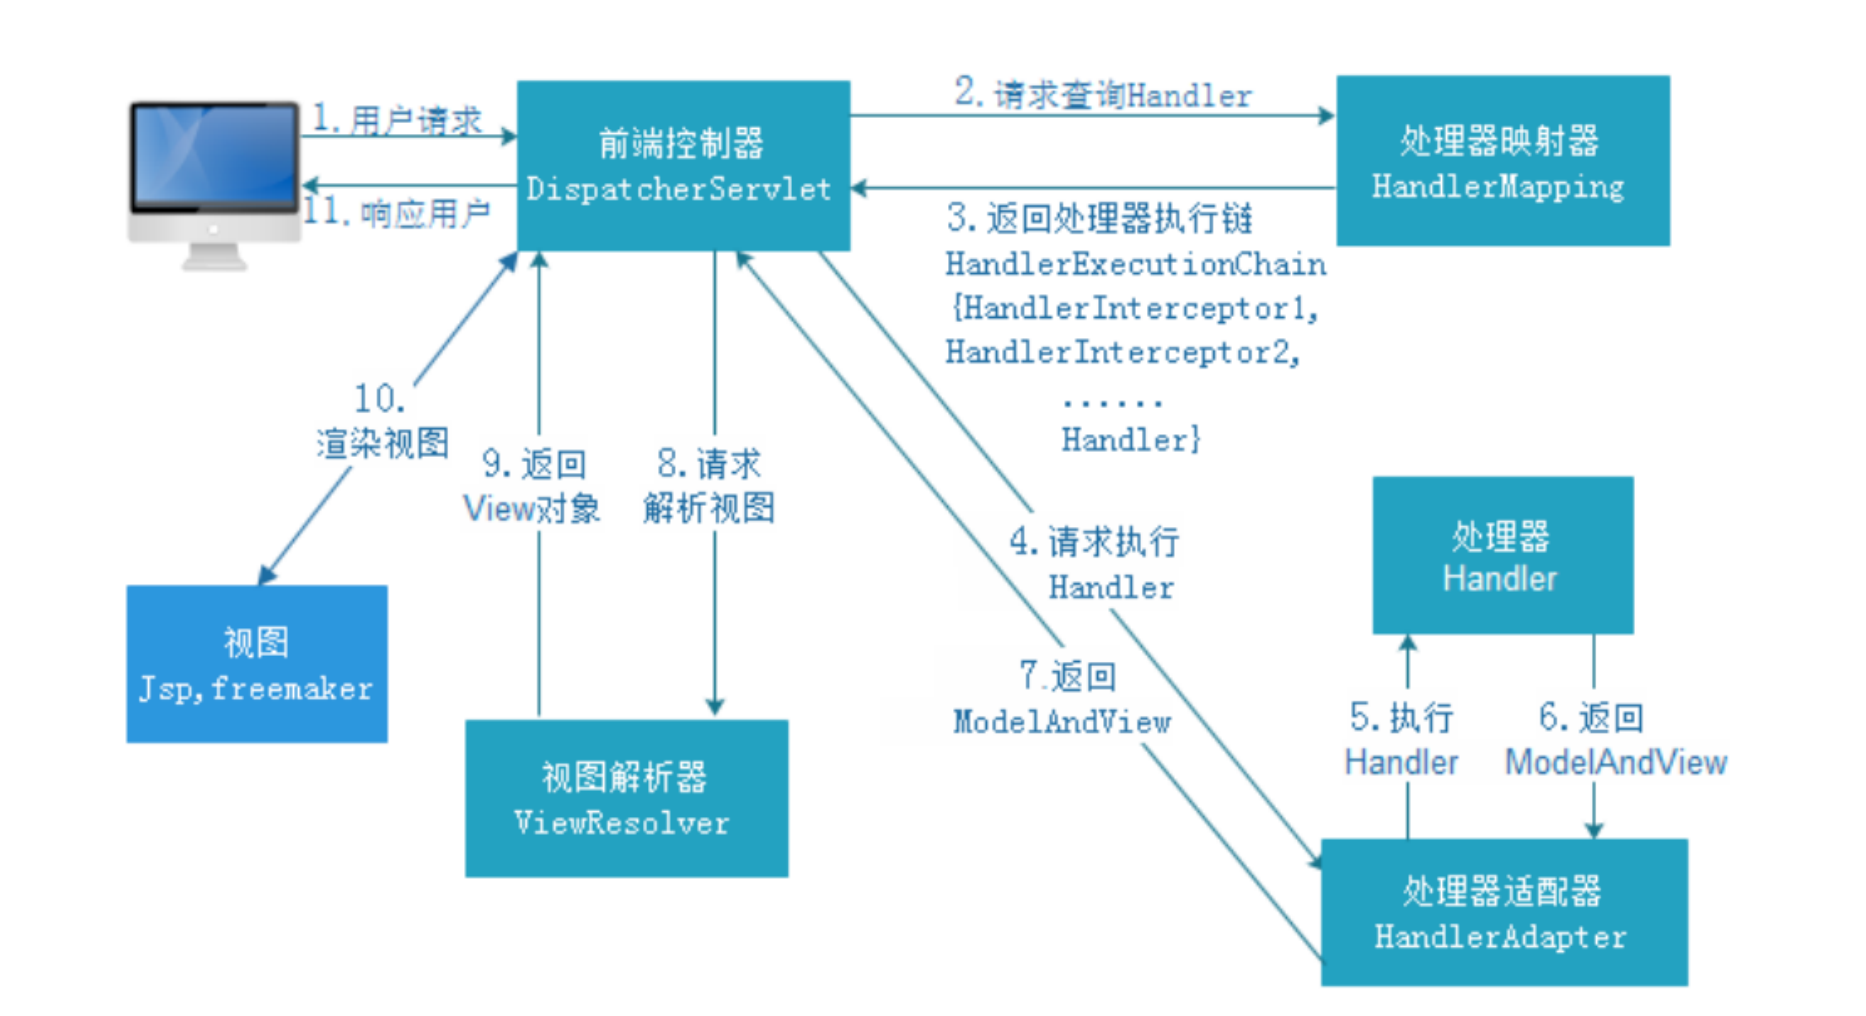 1.用户请求
11.响应用户
前端控制器
DispatcherServlet
2.请求查询Handler
处理器映射器
HandlerMapping
3.返回处理器执行链
HandlerExecutionChain
{HandlerInterceptor1,
HandlerInterceptor2,
......
Handler}
10.
渲染视图
9.返回
View对象
8.请求
解析视图
4.请求执行
Handler
处理器
Handler
视图
Jsp,freemaker
7.返回
ModelAndView
5.执行
Handler
6.返回
ModelAndView
视图解析器
ViewResolver
处理器适配器
HandlerAdapter